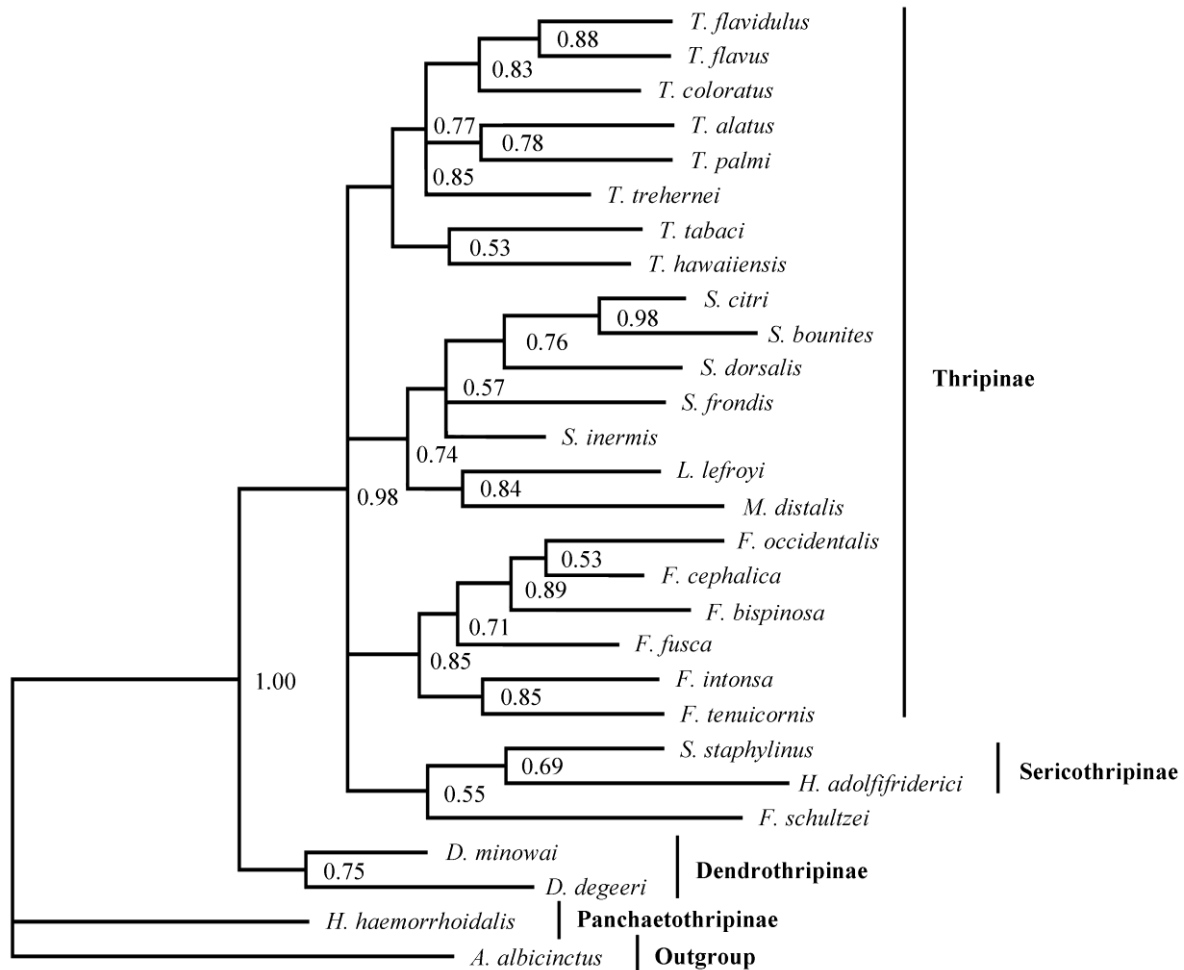 T. flavidulus
0.88
T. flavus
0.83
T. coloratus
0.77
T. alatus
0.78
T. palmi
0.85
T. trehernei
T. tabaci
0.53
T. hawaiiensis
S. citri
0.98
S. bounites
0.76
S. dorsalis
Thripinae
0.57
S. frondis
S. inermis
0.74
L. lefroyi
0.84
0.98
M. distalis
F. occidentalis
0.53
F. cephalica
0.89
F. bispinosa
0.71
F. fusca
0.85
F. intonsa
1.00
0.85
F. tenuicornis
S. staphylinus
0.69
Sericothripinae
H. adolfifriderici
0.55
F. schultzei
D. minowai
0.75
Dendrothripinae
D. degeeri
H. haemorrhoidalis
Panchaetothripinae
A. albicinctus
Outgroup